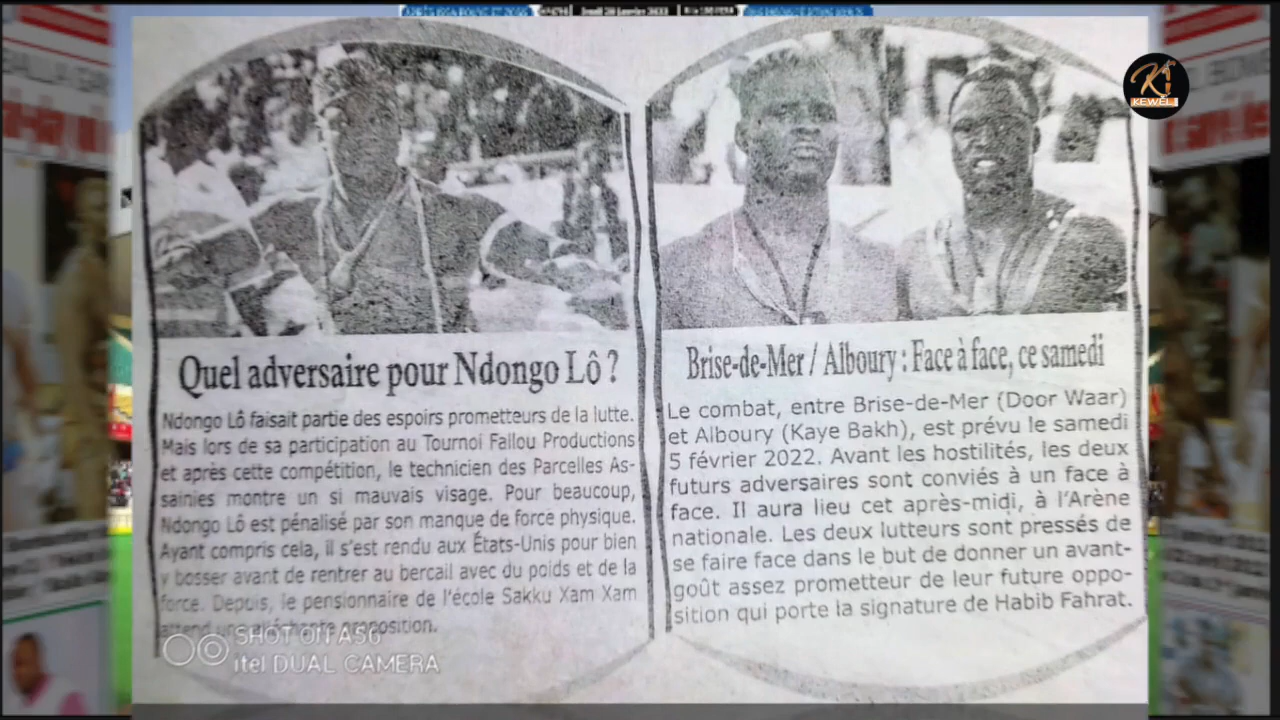 KEWEL
Quel adversaire pour Ndongo Lô ?
Ndongo Lô faisait partie des espoirs prometteurs de la lutte.
Mais lors de sa participation au Tournoi Fallou Productions
et après cette compétition, le technicien des Parcelles As-
sainies montre un si mauvais visage. Pour beaucoup,
Ndongo Lô est pénalisé par son manque de force physique.
Ayant compris cela, il s'est rendu aux États-Unis pour bien
y bosser avant de rentrer au bercail avec du poids et de la
force. Depuis, le pensionnaire de l'école Sakku Xam Xam
attend une alléchante proposition.
Brise-de-Mer / Alboury : Face à face, ce samedi
Le combat, entre Brise-de-Mer (Door Waar)
et Alboury (Kaye Bakh), est prévu le samedi
5 février 2022. Avant les hostilités, les deux
futurs adversaires sont conviés à un face à
face. Il aura lieu cet après-midi, à l'Arène
nationale. Les deux lutteurs sont pressés de
se faire face dans le but de donner un avant-
goût assez prometteur de leur future oppo-
sition qui porte la signature de Habib Fahrat.
SHOT ON A56
itel DUAL CAMERA